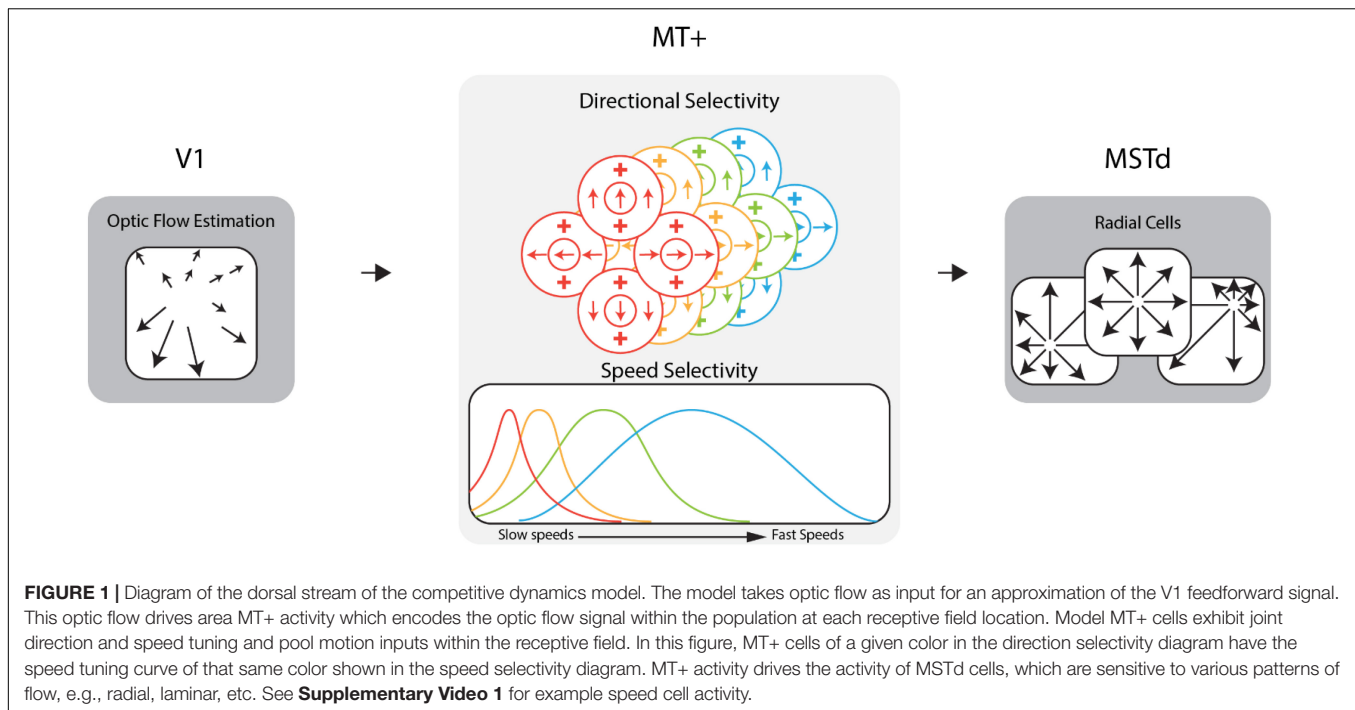 MT+
Directional Selectivity
V1
Optic Flow Estimation
MSTd
Radial Cells
Speed Selectivity
Slow speeds
Fast Speeds
FIGURE 1 | Diagram of the dorsal stream of the competitive dynamics model. The model takes optic flow as input for an approximation of the V1 feedforward signal.
This optic flow drives area MT+ activity which encodes the optic flow signal within the population at each receptive field location. Model MT+ cells exhibit joint
direction and speed tuning and pool motion inputs within the receptive field. In this figure, MT+ cells of a given color in the direction selectivity diagram have the
speed tuning curve of that same color shown in the speed selectivity diagram. MT+ activity drives the activity of MSTd cells, which are sensitive to various patterns of
flow, e.g., radial, laminar, etc. See Supplementary Video 1 for example speed cell activity.